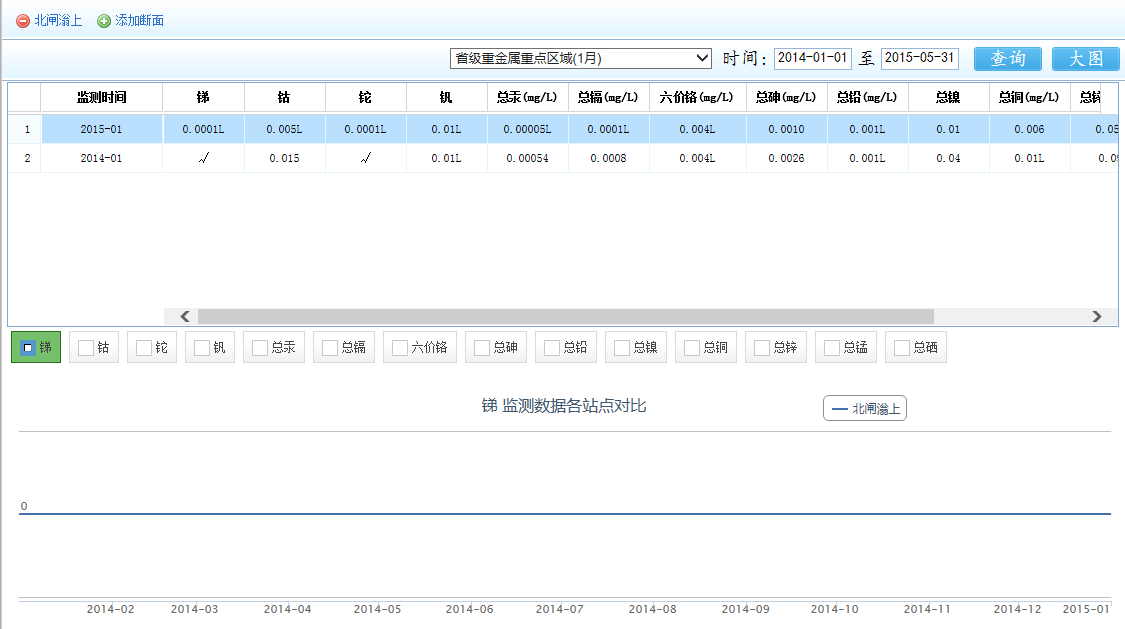 北闸滃上 添加断面
省级重金属重点区域(1月) 时间: 2014-01-01 至 2015-05-31 查询 大图
监测时间 锑 钴 铊 钒 总汞(mg/L) 总镉(mg/L) 六价铬(mg/L) 总砷(mg/L) 总铅(mg/L) 总镍 总铜(mg/L)
1 2015-01 0.0001L 0.005L 0.0001L 0.01L 0.00005L 0.0001L 0.004L 0.0010 0.001L 0.01 0.006 0.05
2 2014-01 √ 0.015 √ 0.01L 0.00054 0.0008 0.004L 0.0026 0.001L 0.04 0.01L
锑 钴 铊 钒 总汞 总镉 六价铬 总砷 总铅 总镍 总铜 总锌 总锰 总硒
锑 监测数据各站点对比
北闸滃上
0
2014-02 2014-03 2014-04 2014-05 2014-06 2014-07 2014-08 2014-09 2014-10 2014-11 2014-12 2015-01